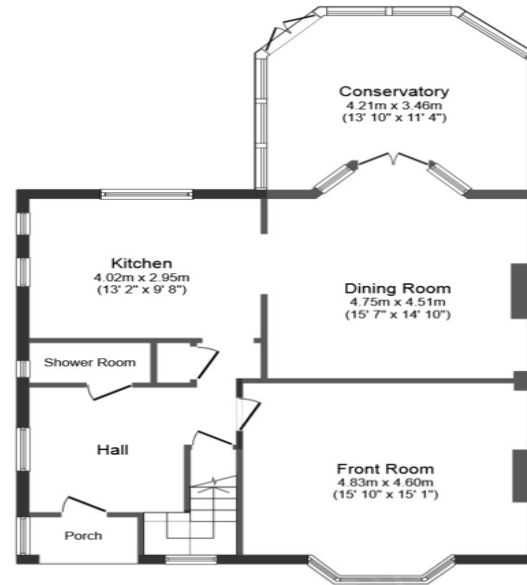 Conservatory
4.21m x 3.46m
(13' 10" x 11' 4")
Kitchen
4.02m x 2.95m
(13' 2" x 9' 8")
Dining Room
4.75m x 4.51m
(15' 7" x 14' 10")
Shower Room
Hall
Front Room
4.83m x 4.60m
(15' 10" x 15' 1")
Porch